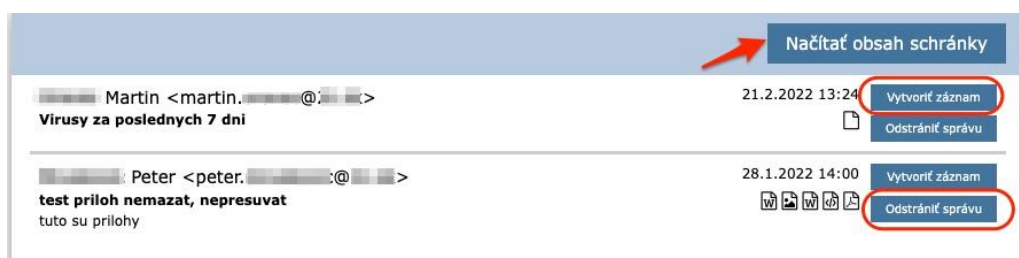 Načítať obsah schránky
Martin <martin. @2 >
21.2.2022 13:24
Vytvoriť záznam
Virusy za poslednych 7 dni
Odstrániť správu
Peter <peter. @ >
28.1.2022 14:00
Vytvoriť záznam
test priloh nemazat, nepresuvat
Odstrániť správu
tuto su prilohy